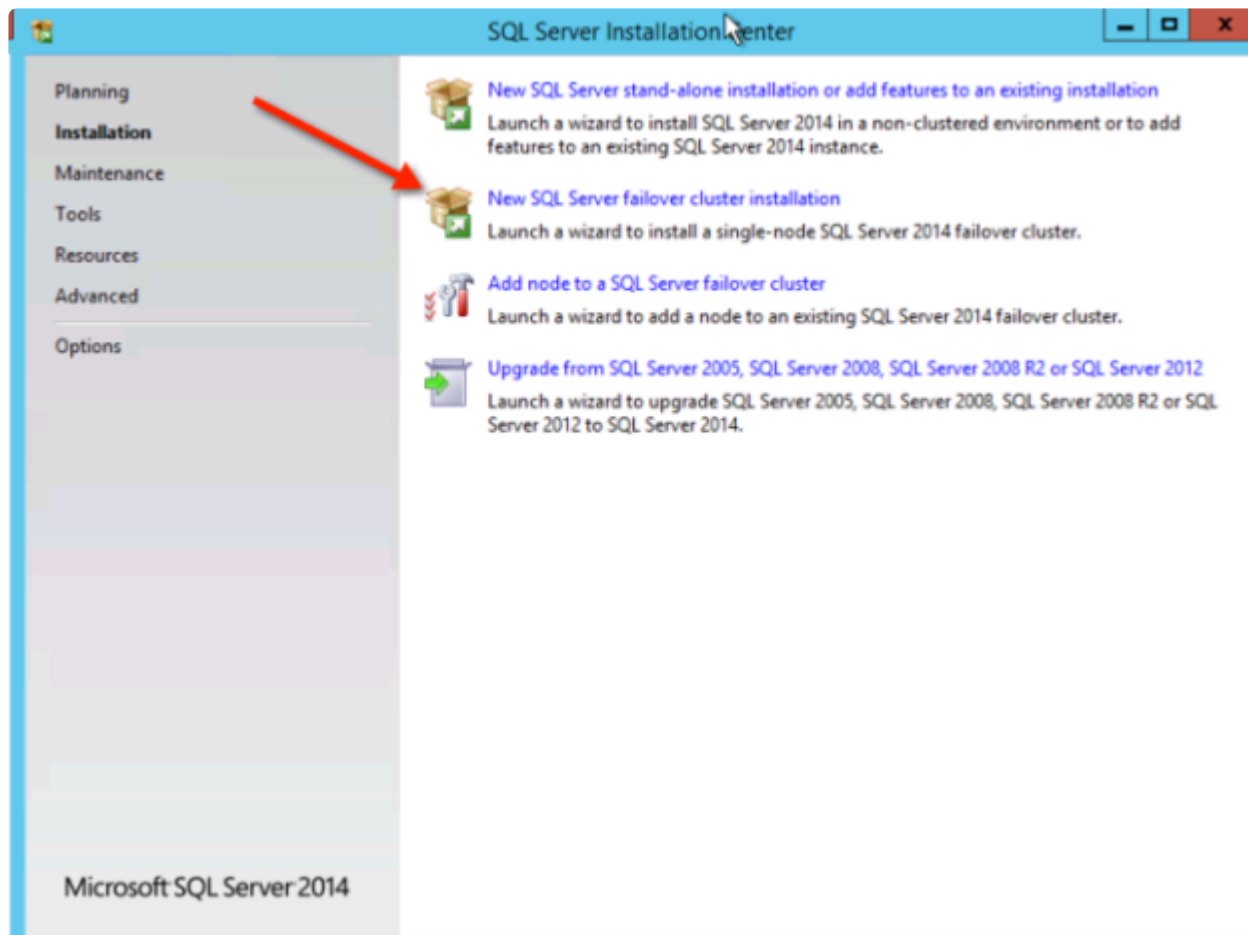 SQL Server Installation Center
Planning
Installation
Maintenance
Tools
Resources
Advanced
Options
Microsoft SQL Server 2014
New SQL Server stand-alone installation or add features to an existing installation
Launch a wizard to install SQL Server 2014 in a non-clustered environment or to add
features to an existing SQL Server 2014 instance.
New SQL Server failover cluster installation
Launch a wizard to install a single-node SQL Server 2014 failover cluster.
Add node to a SQL Server failover cluster
Launch a wizard to add a node to an existing SQL Server 2014 failover cluster.
Upgrade from SQL Server 2005, SQL Server 2008, SQL Server 2008 R2 or SQL Server 2012
Launch a wizard to upgrade SQL Server 2005, SQL Server 2008, SQL Server 2008 R2 or SQL
Server 2012 to SQL Server 2014.